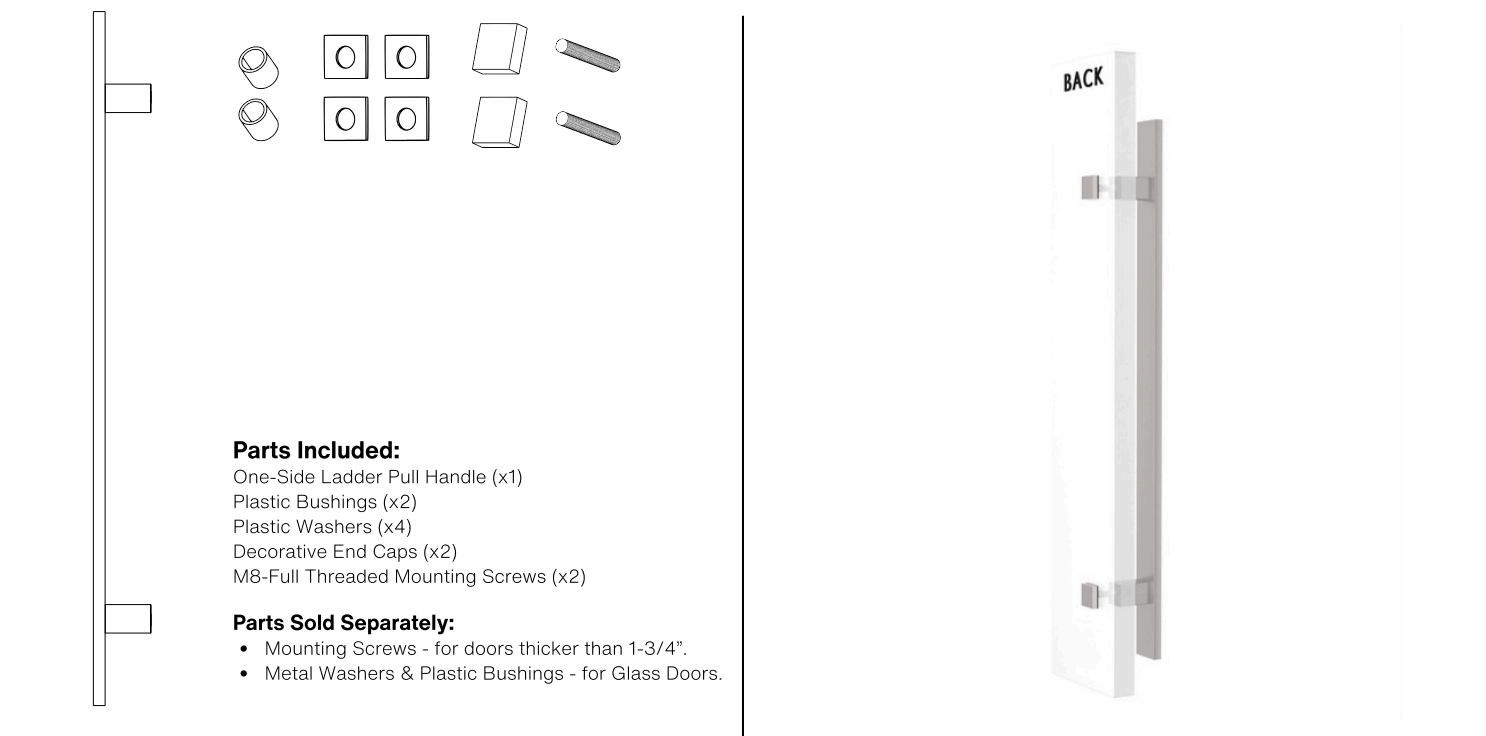 BACK
Parts Included:
One-Side Ladder Pull Handle (x1)
Plastic Bushings (x2)
Plastic Washers (x4)
Decorative End Caps (x2)
M8-Full Threaded Mounting Screws (x2)
Parts Sold Separately:
• Mounting Screws - for doors thicker than 1-3/4”.
• Metal Washers & Plastic Bushings - for Glass Doors.